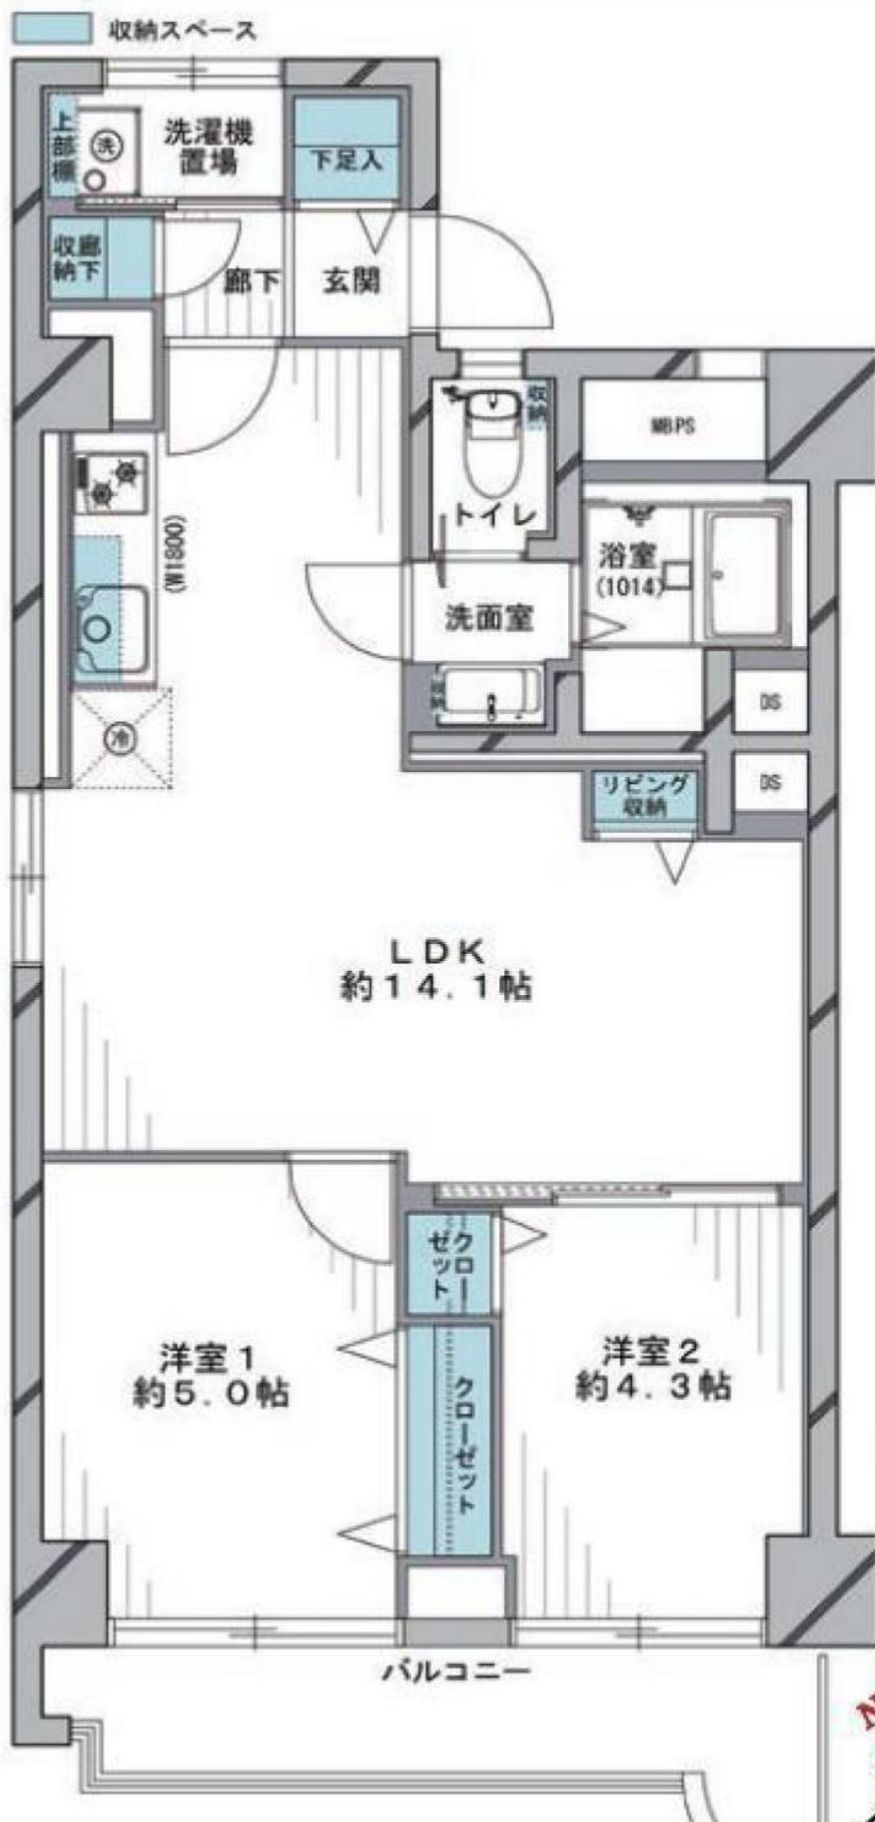 収納スペース
上部棚
洗
洗濯機
置場
下足入
廊下
収納
廊下
玄関
収納
トイレ
MBPS
(W1800)
浴室
(1014)
洗面室
冷
DS
DS
リビング
収納
LDK
約14.1帖
クローゼット
洋室1
約5.0帖
洋室2
約4.3帖
クローゼット
バルコニー